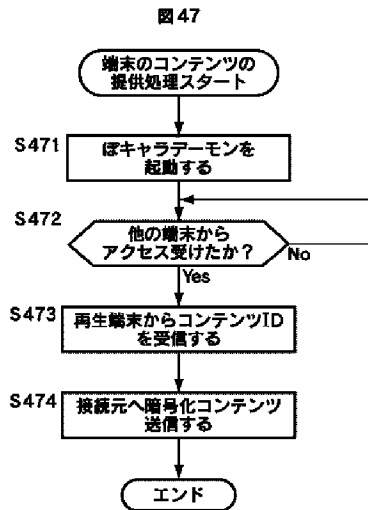 図47
端末のコンテンツの
提供処理スタート
S471
ぽキャラデーモンを
起動する
S472
他の端末から
アクセス受けたか？
No
Yes
S473
再生端末からコンテンツID
を受信する
S474
接続元へ暗号化コンテンツ
送信する
エンド